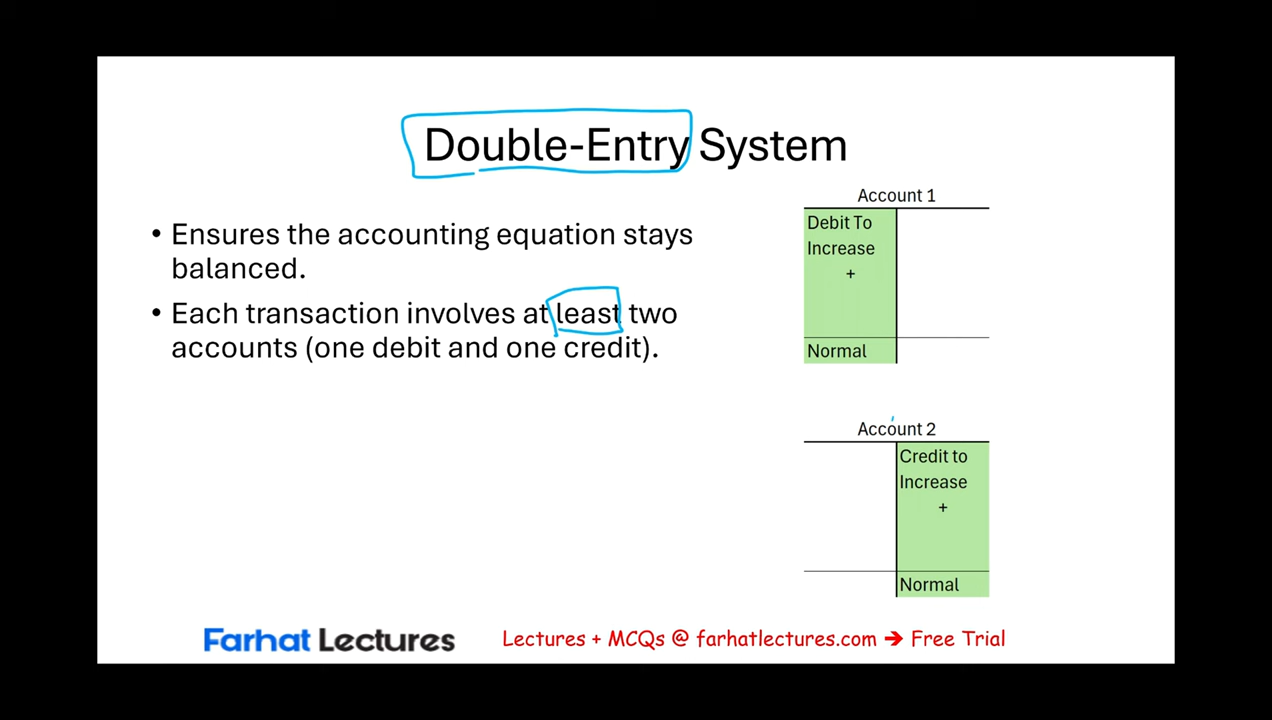 Double-Entry System
• Ensures the accounting equation stays
balanced.
• Each transaction involves at least two
accounts (one debit and one credit).
Account 1
Debit To
Increase
+
Normal
Account 2
Credit to
Increase
+
Normal
Farhat Lectures
Lectures + MCQs @ farhatlectures.com ➔ Free Trial